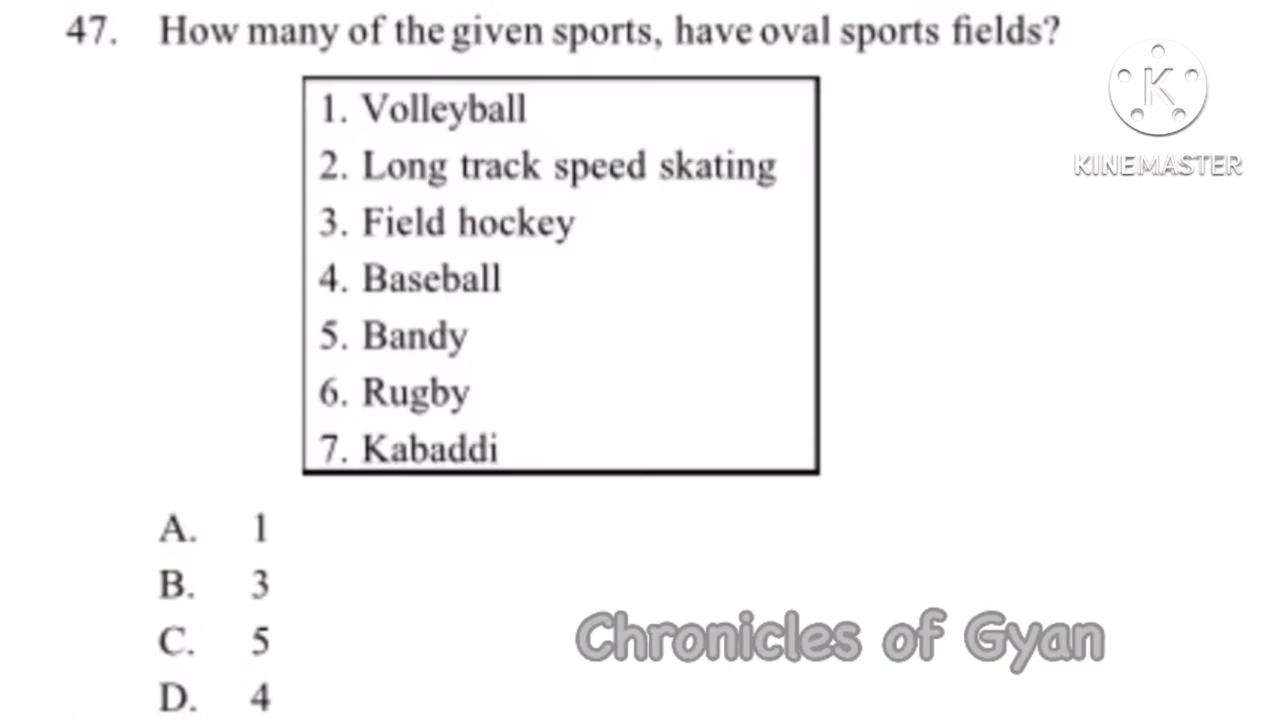 47. How many of the given sports, have oval sports fields?
K
KINEMASTER
1. Volleyball
2. Long track speed skating
3. Field hockey
4. Baseball
5. Bandy
6. Rugby
7. Kabaddi
A. 1
B. 3
C. 5
D. 4
Chronicles of Gyan